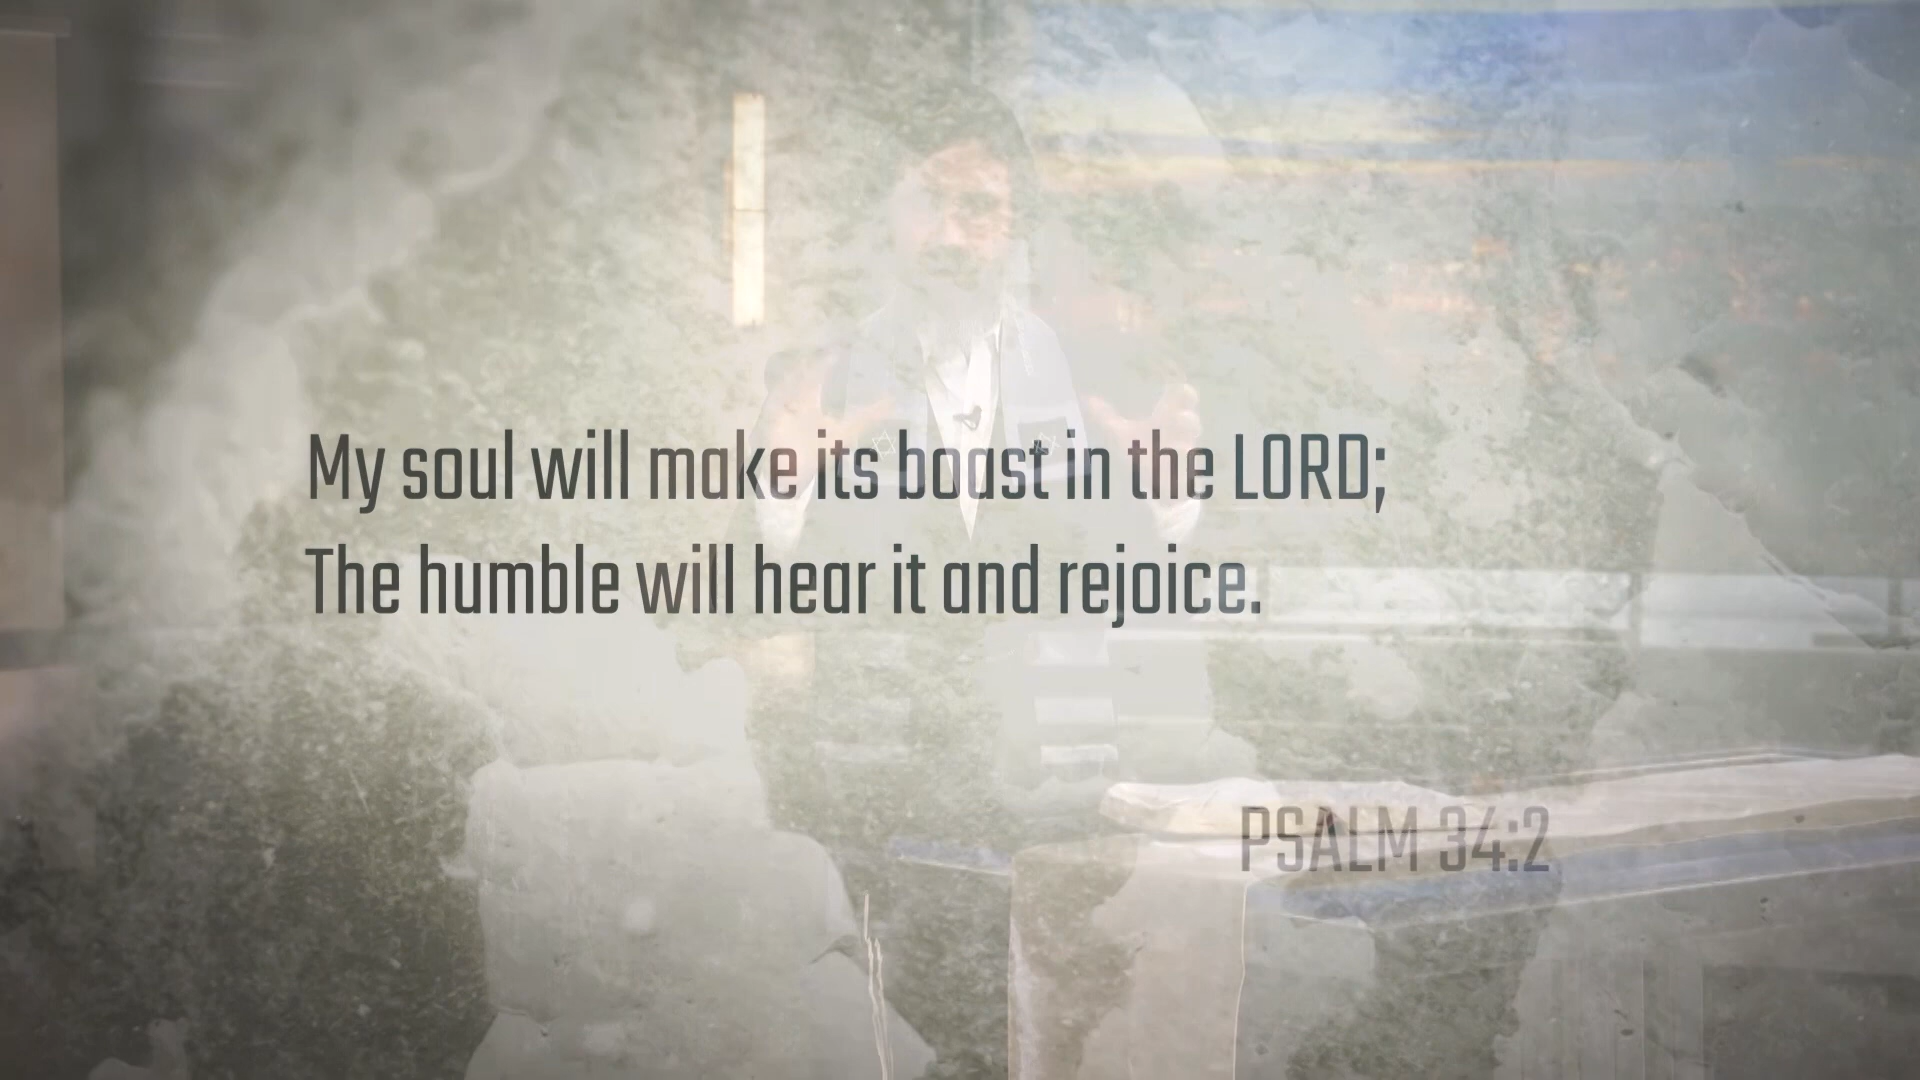 My soul will make its boast in the LORD;
The humble will hear it and rejoice.
PSALM 34:2